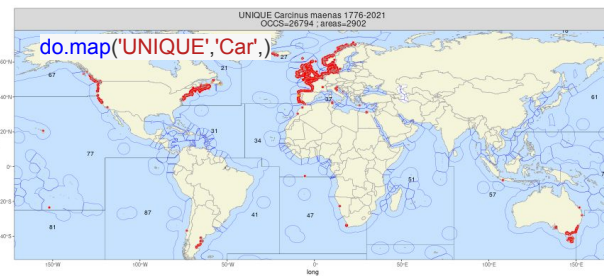 UNIQUE Carcinus maenas 1776-2021
OCCS=26794 ; areas=2902
do.map('UNIQUE','Car',)
18
27
67
21
61
60°N
40°N
37
31
34
20°N
77
0°
51
57
20°S
87
41
47
81
40°S
150°W
100°W
50°W
0°
50°E
100°E
150°E
long